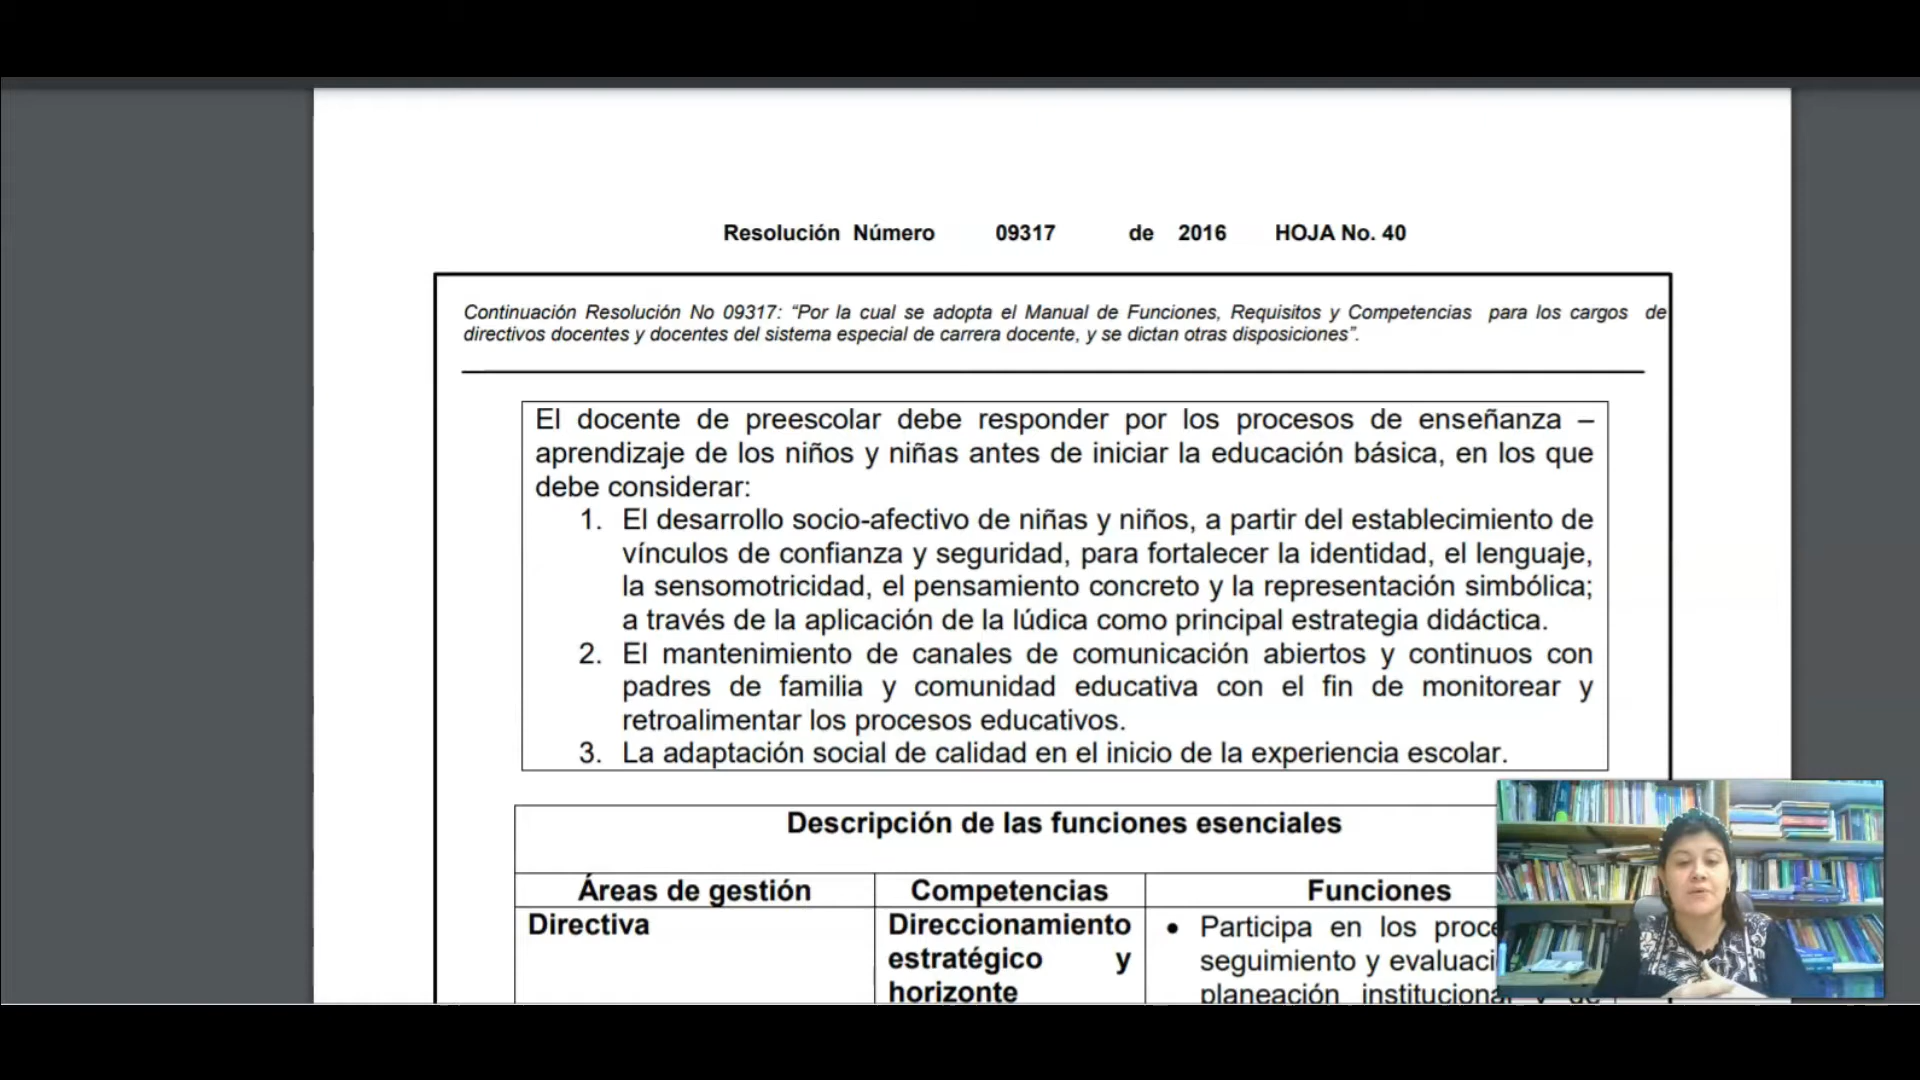 Resolución Número 09317 de 2016 HOJA No. 40
Continuación Resolución No 09317: “Por la cual se adopta el Manual de Funciones, Requisitos y Competencias para los cargos de
directivos docentes y docentes del sistema especial de carrera docente, y se dictan otras disposiciones”.
El docente de preescolar debe responder por los procesos de enseñanza –
aprendizaje de los niños y niñas antes de iniciar la educación básica, en los que
debe considerar:
1. El desarrollo socio-afectivo de niñas y niños, a partir del establecimiento de
vínculos de confianza y seguridad, para fortalecer la identidad, el lenguaje,
la sensomotricidad, el pensamiento concreto y la representación simbólica;
a través de la aplicación de la lúdica como principal estrategia didáctica.
2. El mantenimiento de canales de comunicación abiertos y continuos con
padres de familia y comunidad educativa con el fin de monitorear y
retroalimentar los procesos educativos.
3. La adaptación social de calidad en el inicio de la experiencia escolar.
Descripción de las funciones esenciales
Áreas de gestión Competencias Funciones
Directiva
Direccionamiento
estratégico y
horizonte
• Participa en los proce
seguimiento y evaluaci
planeación instituciona